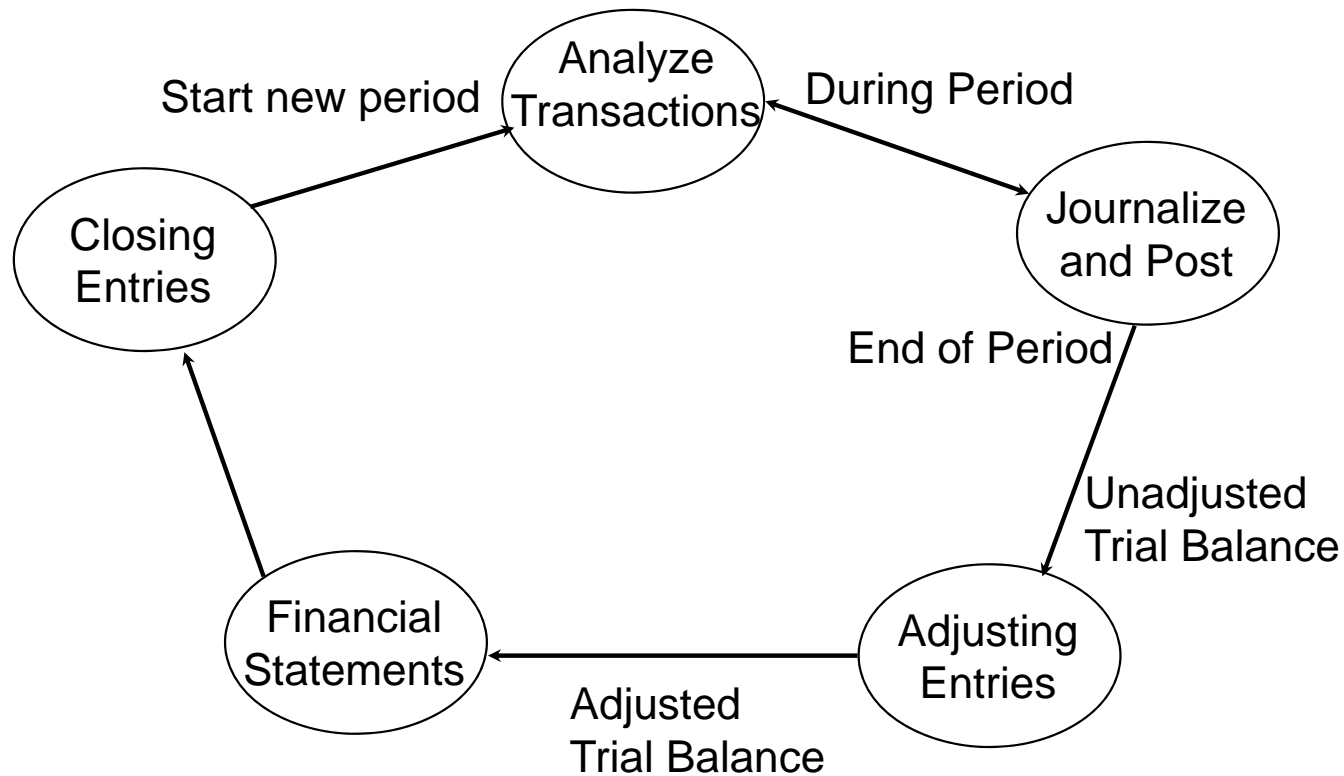 Analyze
Transactions
During Period
Start new period
Journalize
and Post
Closing
Entries
End of Period
Unadjusted
Trial Balance
Adjusting
Entries
Financial
Statements
Adjusted
Trial Balance